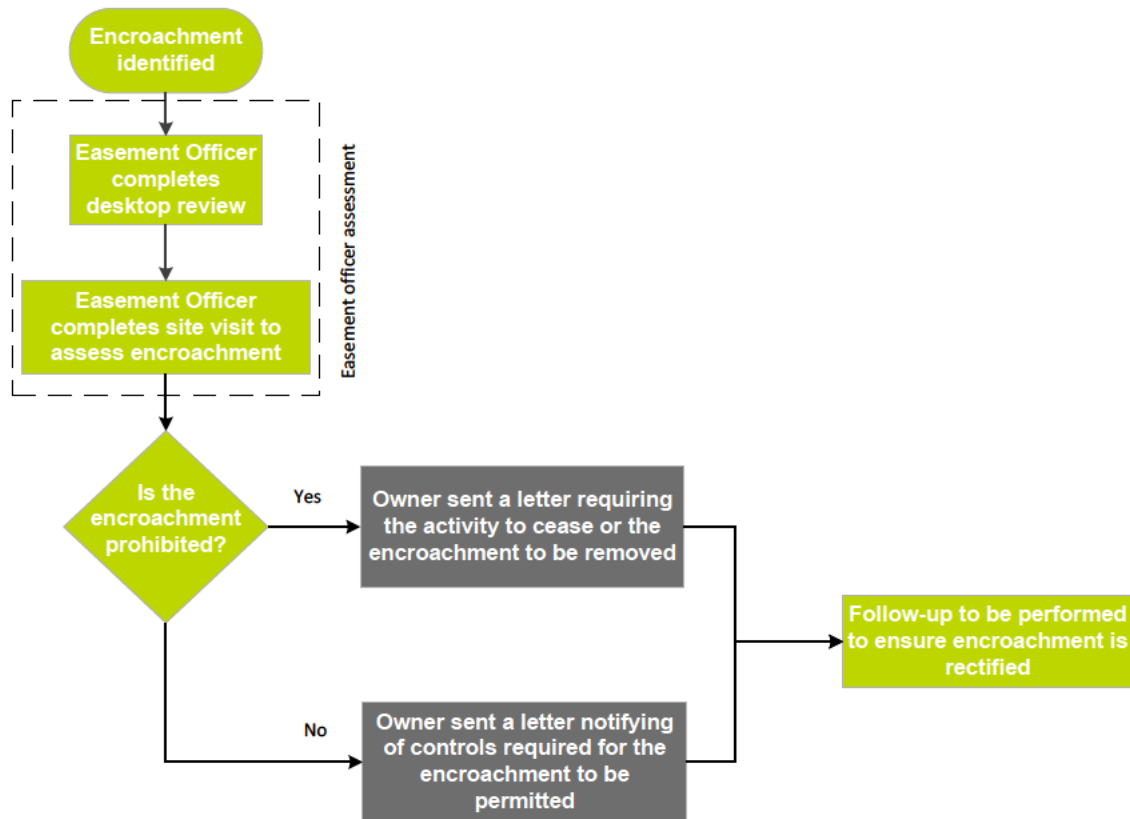 Encroachment
identified
Easement Officer
completes
desktop review
Easement officer assessment
Easement Officer
completes site visit to
assess encroachment
Is the
encroachment
prohibited?
Yes
Owner sent a letter requiring
the activity to cease or the
encroachment to be removed
Follow-up to be performed
to ensure encroachment is
rectified
No
Owner sent a letter notifying
of controls required for the
encroachment to be
permitted